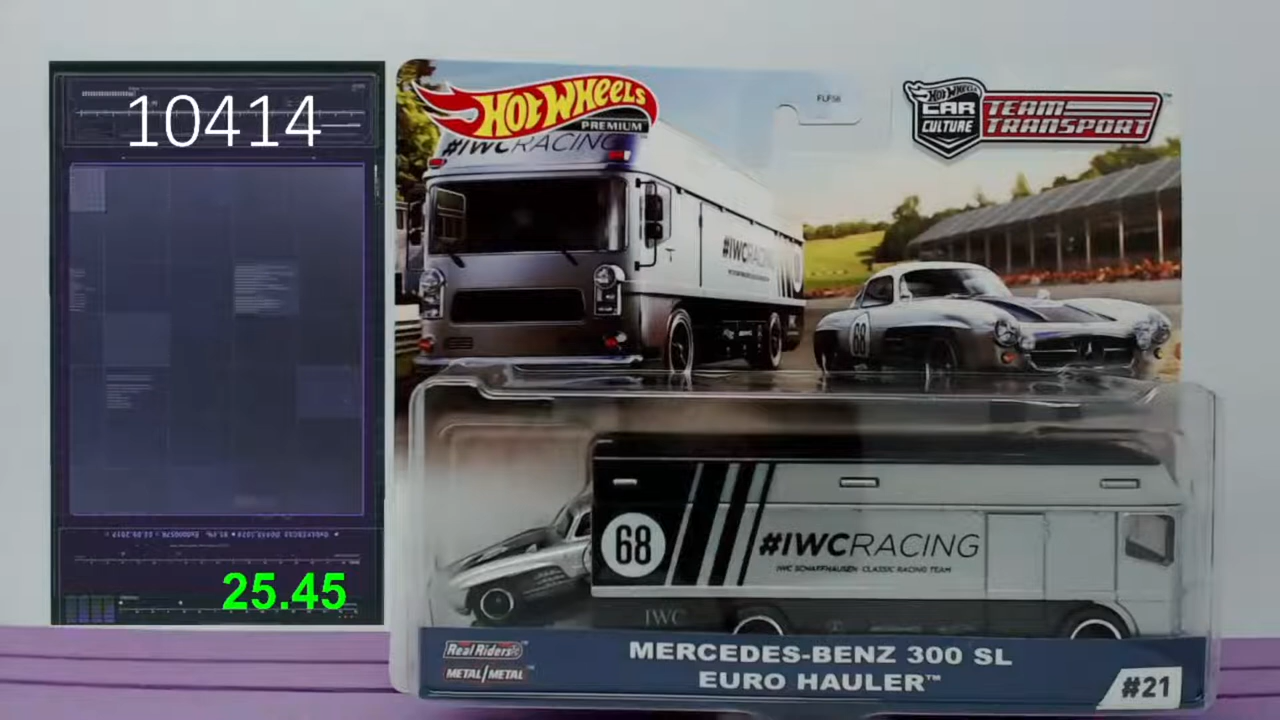 10414
25.45
HOT WHEELS
PREMIUM
FLF56
HOT WHEELS
CAR
CULTURE
TEAM
TRANSPORT
#IWCRACING
#IWCRACING
68
68
#IWCRACING
IWC SCHAFFHAUSEN CLASSIC RACING TEAM
IWC
Real Riders
METAL/METAL™
MERCEDES-BENZ 300 SL
EURO HAULER™
#21